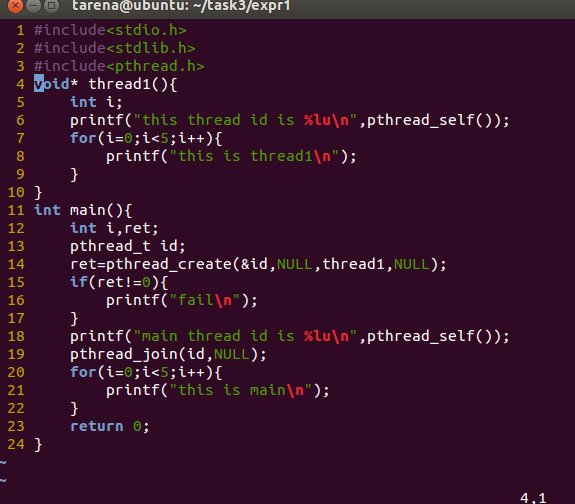 tarena@ubuntu: ~/task3/expr1
1 #include<stdio.h>
2 #include<stdlib.h>
3 #include<pthread.h>
4 void* thread1(){
5     int i;
6     printf("this thread id is %lu\n",pthread_self());
7     for(i=0;i<5;i++){
8         printf("this is thread1\n");
9     }
10 }
11 int main(){
12     int i,ret;
13     pthread_t id;
14     ret=pthread_create(&id,NULL,thread1,NULL);
15     if(ret!=0){
16         printf("fail\n");
17     }
18     printf("main thread id is %lu\n",pthread_self());
19     pthread_join(id,NULL);
20     for(i=0;i<5;i++){
21         printf("this is main\n");
22     }
23     return 0;
24 }
~
~
4,1